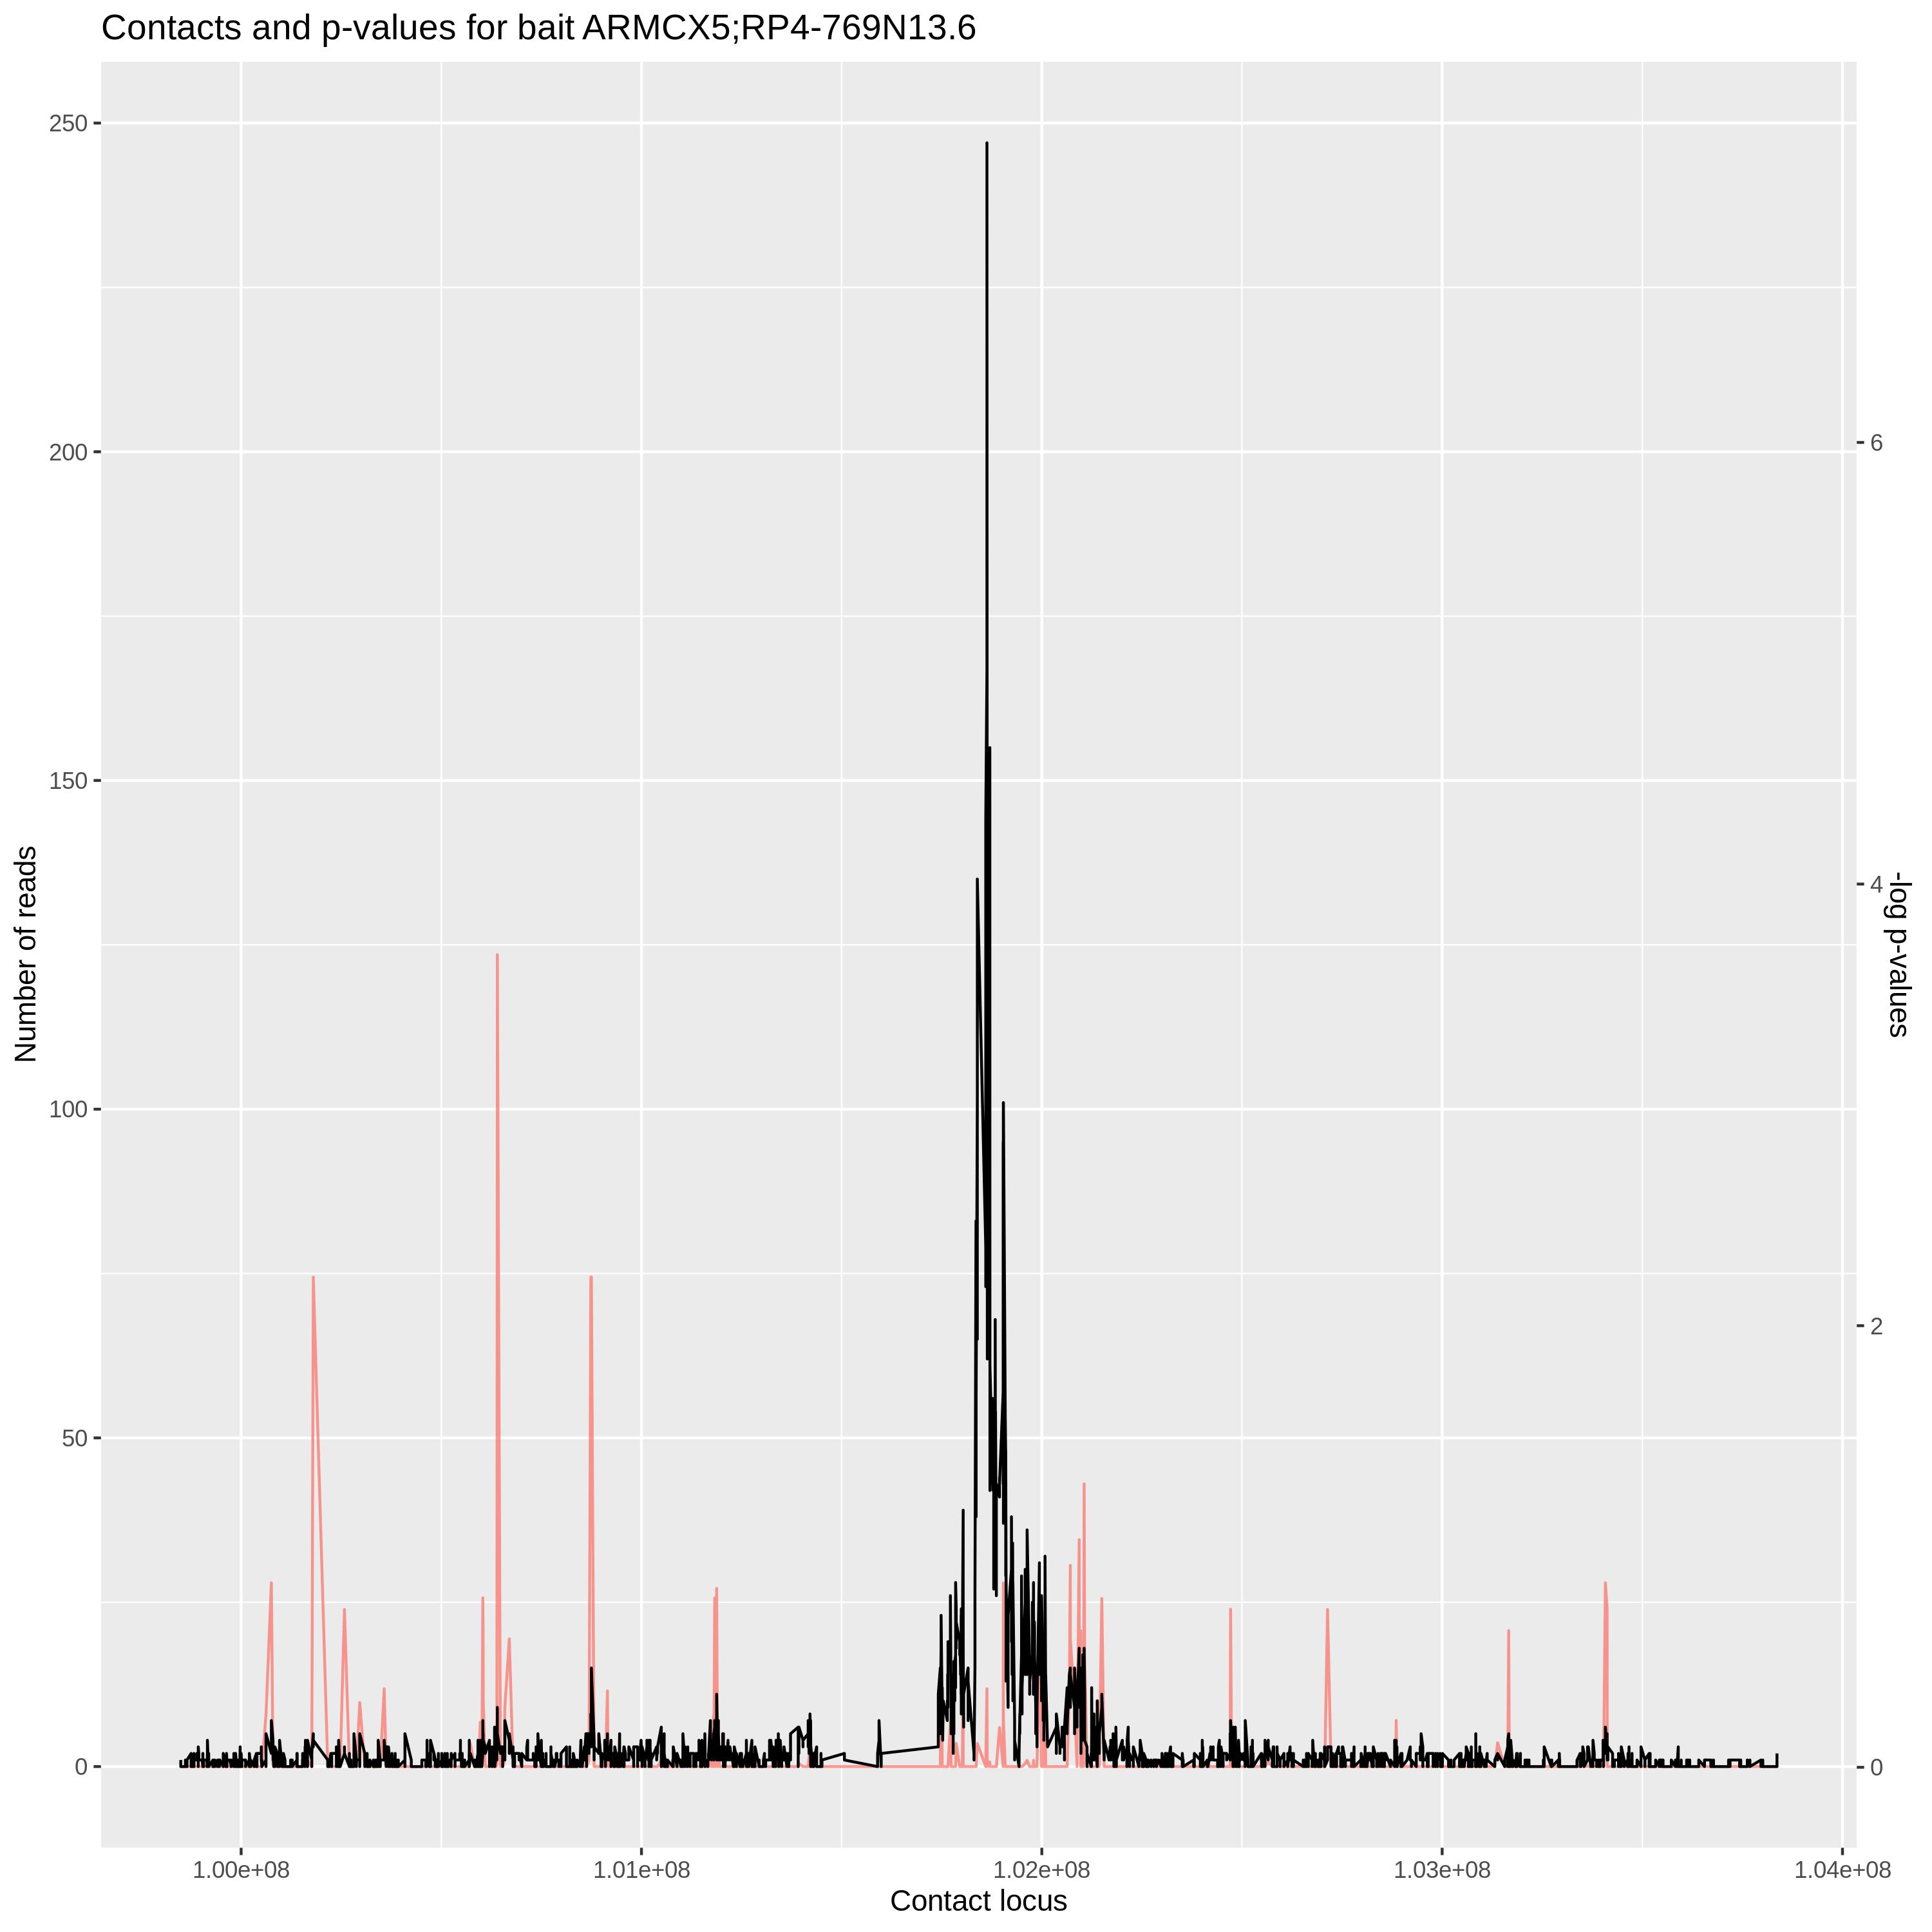 Contacts and p-values for bait ARMCX5;RP4-769N13.6
250
200
150
100
50
0
Number of reads
6
4
2
0
-log p-values
1.00e+08
1.01e+08
1.02e+08
1.03e+08
1.04e+08
Contact locus